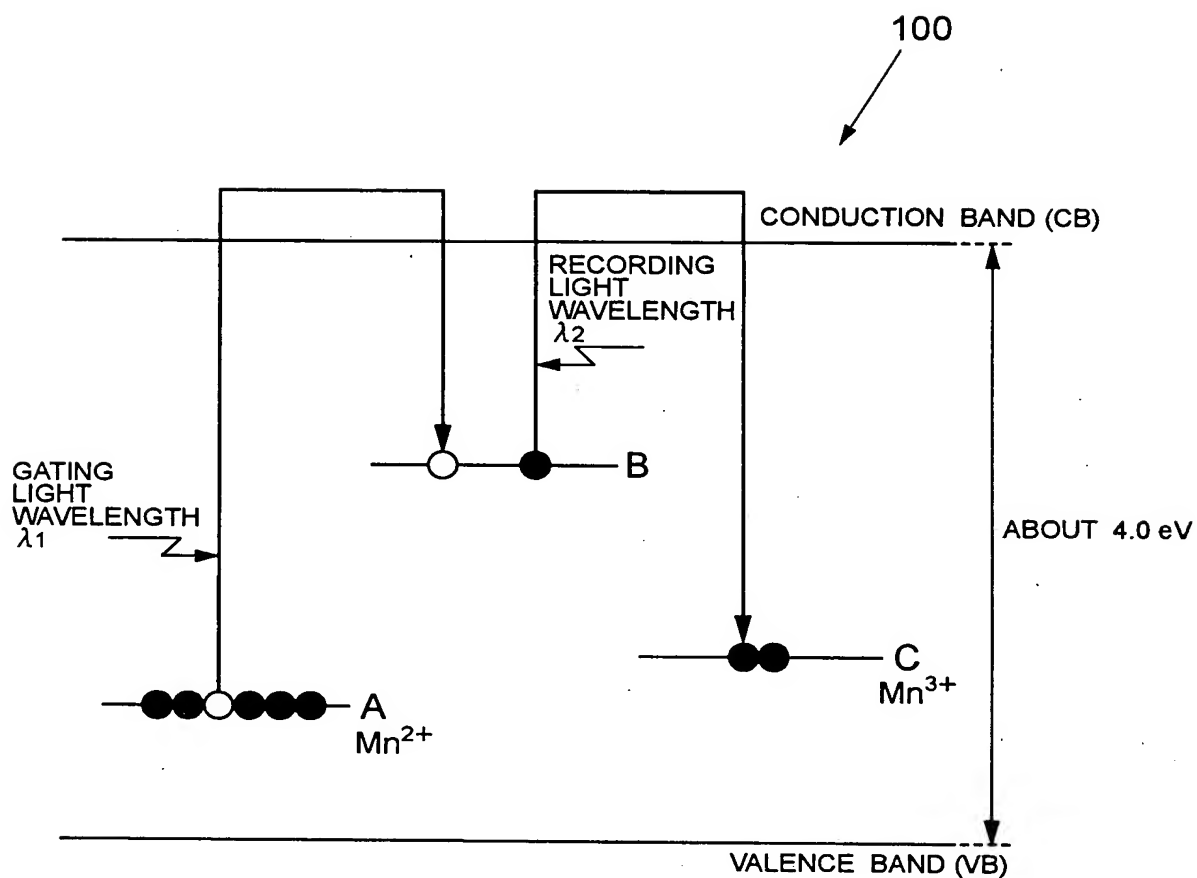 100
CONDUCTION BAND (CB)
RECORDING
LIGHT
WAVELENGTH
λ2
B
GATING
LIGHT
WAVELENGTH
λ1
ABOUT 4.0 eV
C
Mn³⁺
A
Mn²⁺
VALENCE BAND (VB)